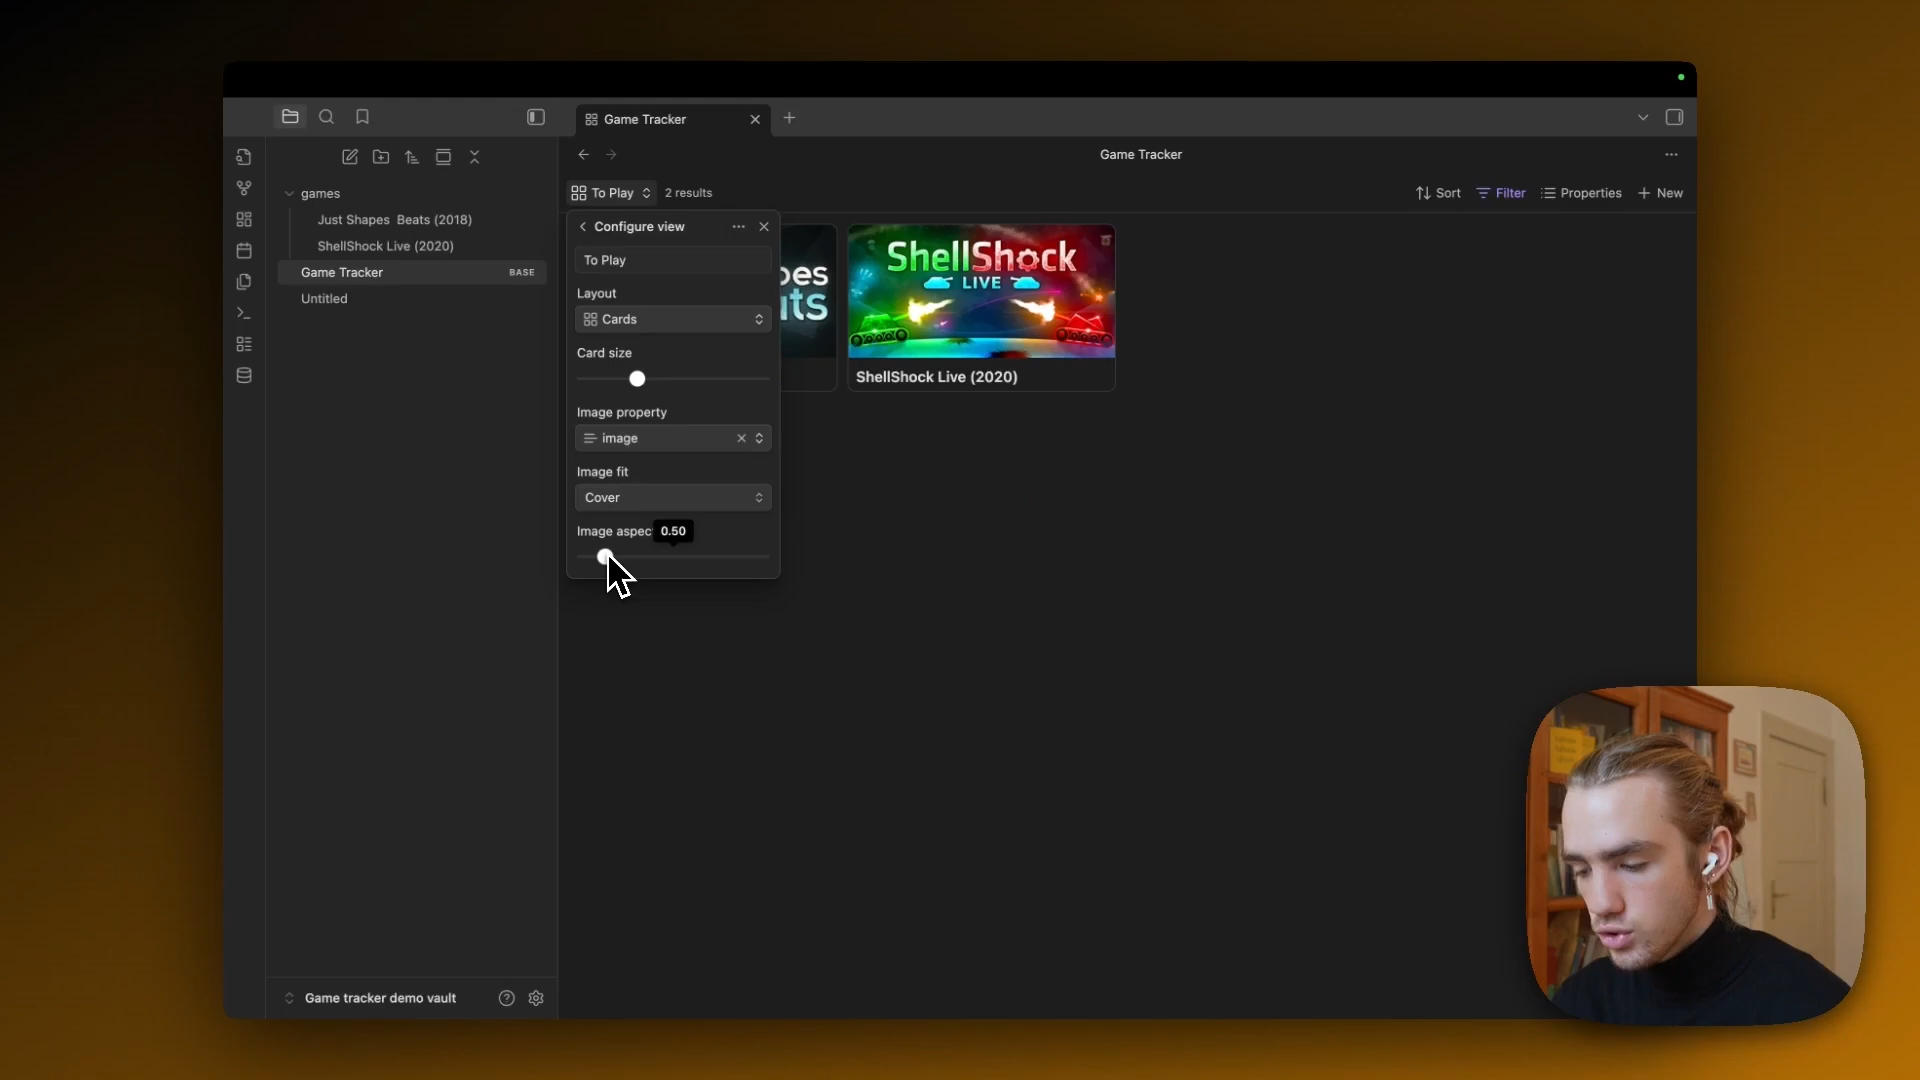 Game Tracker
Game Tracker
games
To Play
2 results
Sort
Filter
Properties
New
Just Shapes  Beats (2018)
Configure view
ShellShock Live (2020)
To Play
pes
ShellShock
LIVE
Game Tracker
BASE
Untitled
Layout
Cards
Card size
ShellShock Live (2020)
Image property
image
Image fit
Cover
Image aspec
0.50
Game tracker demo vault